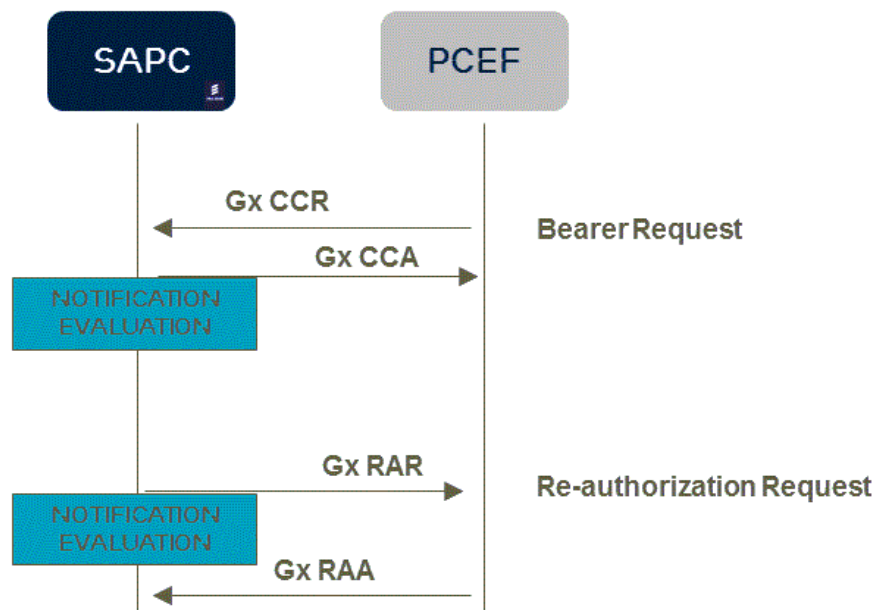 SAPC
PCEF
Gx CCR
Bearer Request
Gx CCA
NOTIFICATION
EVALUATION
Gx RAR
Re-authorization Request
NOTIFICATION
EVALUATION
Gx RAA